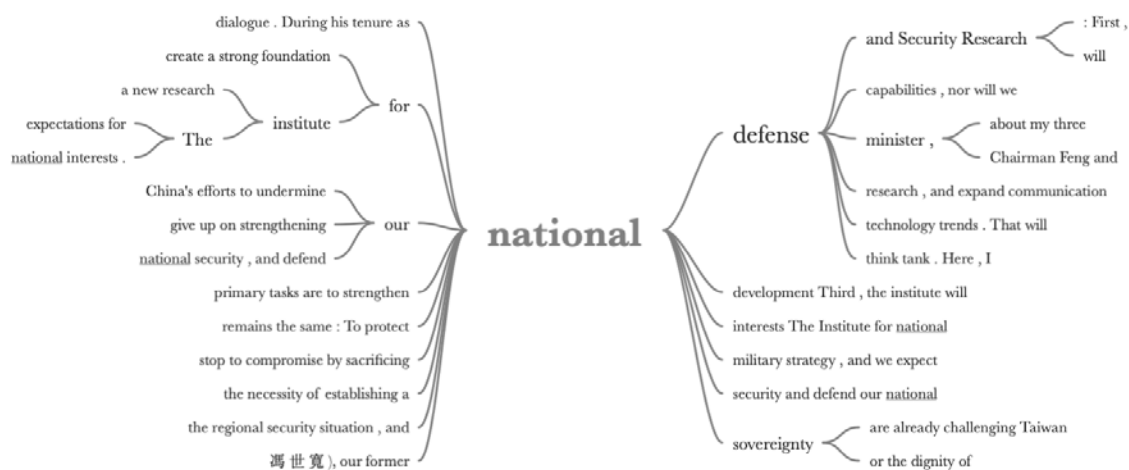 dialogue . During his tenure as
create a strong foundation
for
a new research
institute
expectations for
The
national interests .
China's efforts to undermine
give up on strengthening
our
national security , and defend
primary tasks are to strengthen
remains the same : To protect
stop to compromise by sacrificing
the necessity of establishing a
the regional security situation , and
馮 世 寬 ), our former
national
defense
and Security Research
: First ,
will
capabilities , nor will we
minister ,
about my three
Chairman Feng and
research , and expand communication
technology trends . That will
think tank . Here , I
development Third , the institute will
interests The Institute for national
military strategy , and we expect
security and defend our national
sovereignty
are already challenging Taiwan
or the dignity of